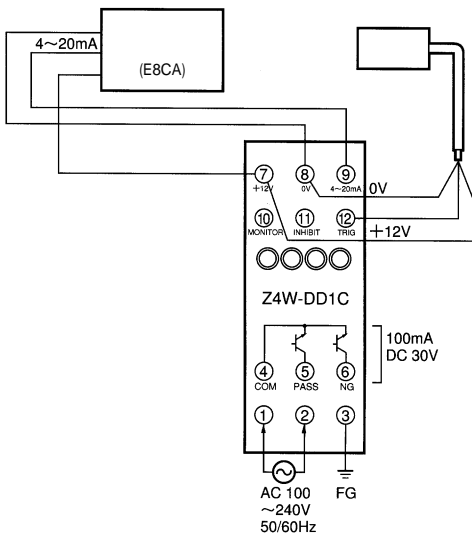 4～20mA
(E8CA)
⑦ ⑧ ⑨
+12V 0V 4～20mA
0V
⑩ ⑪ ⑫
MONITOR INHIBIT TRIG
+12V
Z4W-DD1C
100mA
DC 30V
④ ⑤ ⑥
COM PASS NG
① ② ③
AC 100
～240V
50/60Hz
FG